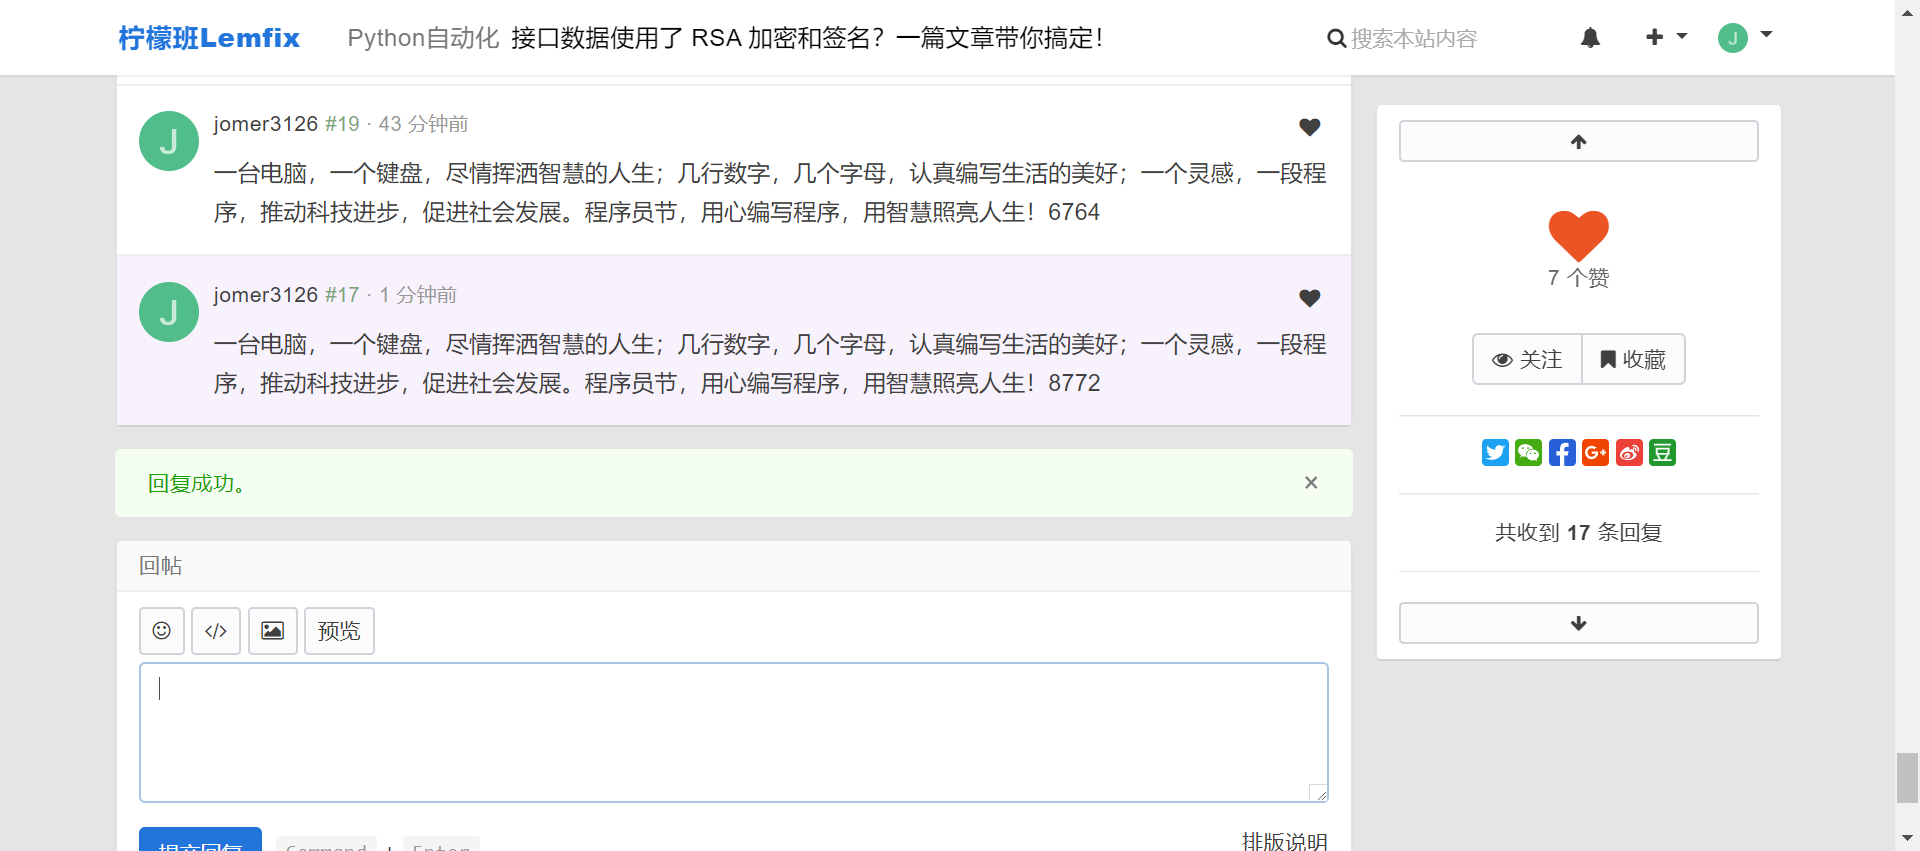 柠檬班Lemfix
Python自动化 接口数据使用了 RSA 加密和签名？一篇文章带你搞定！
搜索本站内容
J
J
jomer3126 #19 · 43 分钟前
一台电脑，一个键盘，尽情挥洒智慧的人生；几行数字，几个字母，认真编写生活的美好；一个灵感，一段程
序，推动科技进步，促进社会发展。程序员节，用心编写程序，用智慧照亮人生！6764
J
jomer3126 #17 · 1 分钟前
一台电脑，一个键盘，尽情挥洒智慧的人生；几行数字，几个字母，认真编写生活的美好；一个灵感，一段程
序，推动科技进步，促进社会发展。程序员节，用心编写程序，用智慧照亮人生！8772
回复成功。
×
回帖
预览
提交回复
Command + Enter
排版说明
7 个赞
关注
收藏
G+
豆
共收到 17 条回复